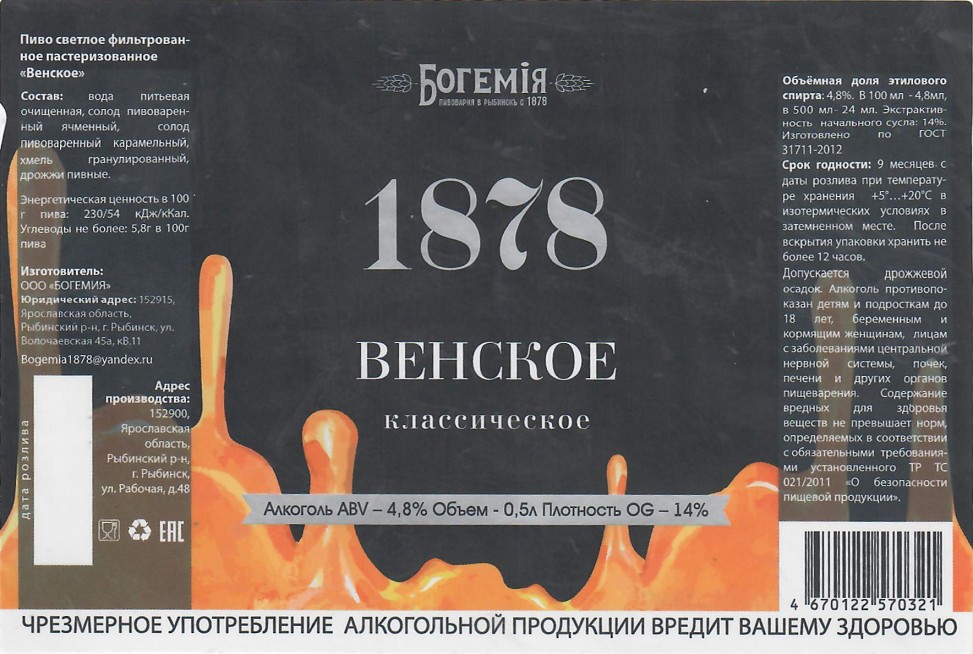 Пиво светлое фильтрован-
ное пастеризованное
«Венское»
Состав: вода питьевая
очищенная, солод пивоварен-
ный ячменный, солод
пивоваренный карамельный,
хмель гранулированный,
дрожжи пивные.
Энергетическая ценность в 100
г пива: 230/54 кДж/кКал.
Углеводы не более: 5,8г в 100г
пива
Изготовитель:
ООО «БОГЕМИЯ»
Юридический адрес: 152915,
Ярославская область,
Рыбинский р-н, г. Рыбинск, ул.
Волочаевская 45а, кВ.11
Bogemia1878@yandex.ru
Адрес
производства:
152900,
Ярославская
область,
Рыбинский р-н,
г. Рыбинск,
ул. Рабочая, д.48
дата розлива
EAC
БОГЕМIЯ
ПИВОВАРНЯ В РЫБИНСКЪ С 1878
1878
ВЕНСКОЕ
классическое
Алкоголь ABV – 4,8% Объем - 0,5л Плотность OG – 14%
Объёмная доля этилового
спирта: 4,8%. В 100 мл - 4,8мл,
в 500 мл- 24 мл. Экстрактив-
ность начального сусла: 14%.
Изготовлено по ГОСТ
31711-2012
Срок годности: 9 месяцев с
даты розлива при температу-
ре хранения +5°...+20°С в
изотермических условиях в
затемненном месте. После
вскрытия упаковки хранить не
более 12 часов.
Допускается дрожжевой
осадок. Алкоголь противопо-
казан детям и подросткам до
18 лет, беременным и
кормящим женщинам, лицам
с заболеваниями центральной
нервной системы, почек,
печени и других органов
пищеварения. Содержание
вредных для здоровья
веществ не превышает норм,
определяемых в соответствии
с обязательными требования-
ми установленного ТР ТС
021/2011 «О безопасности
пищевой продукции».
4 670122 570321
ЧРЕЗМЕРНОЕ УПОТРЕБЛЕНИЕ АЛКОГОЛЬНОЙ ПРОДУКЦИИ ВРЕДИТ ВАШЕМУ ЗДОРОВЬЮ